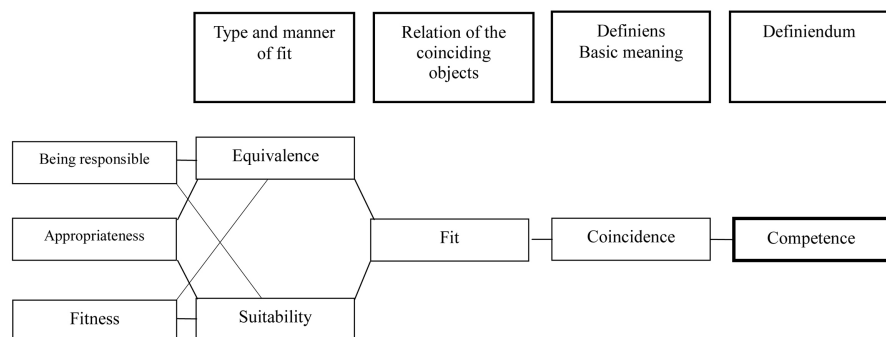 Type and manner
of fit
Relation of the
coinciding
objects
Definiens
Basic meaning
Definiendum
Being responsible
Equivalence
Appropriateness
Fit
Coincidence
Competence
Fitness
Suitability